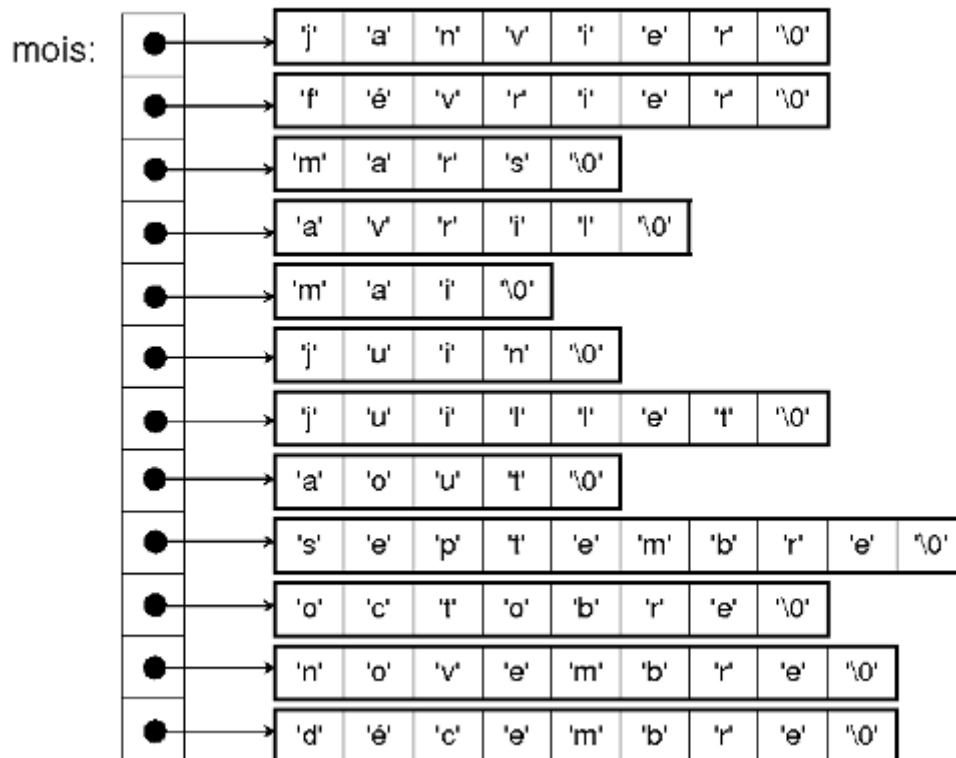 mois: 'j' 'a' 'n' 'v' 'i' 'e' 'r' '\0'
'f' 'é' 'v' 'r' 'i' 'e' 'r' '\0'
'm' 'a' 'r' 's' '\0'
'a' 'v' 'r' 'i' 'l' '\0'
'm' 'a' 'i' '\0'
'j' 'u' 'i' 'n' '\0'
'j' 'u' 'i' 'l' 'l' 'e' 't' '\0'
'a' 'o' 'u' 't' '\0'
's' 'e' 'p' 't' 'e' 'm' 'b' 'r' 'e' '\0'
'o' 'c' 't' 'o' 'b' 'r' 'e' '\0'
'n' 'o' 'v' 'e' 'm' 'b' 'r' 'e' '\0'
'd' 'é' 'c' 'e' 'm' 'b' 'r' 'e' '\0'